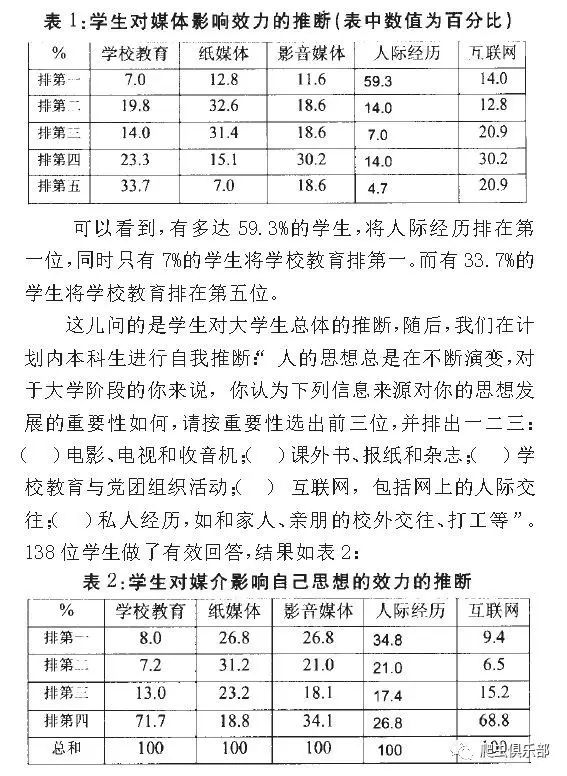 表1:学生对媒体影响效力的推断(表中数值为百分比)
% 学校教育 纸媒体 影音媒体 人际经历 互联网
排第一 7.0 12.8 11.6 59.3 14.0
排第二 19.8 32.6 18.6 14.0 12.8
排第三 14.0 31.4 18.6 7.0 20.9
排第四 23.3 15.1 30.2 14.0 30.2
排第五 33.7 7.0 18.6 4.7 20.9
可以看到,有多达59.3%的学生,将人际经历排在第
一位,同时只有7%的学生将学校教育排第一。而有33.7%的
学生将学校教育排在第五位。
这儿问的是学生对大学生总体的推断,随后,我们在计
划内本科生进行自我推断:“ 人的思想总是在不断演变,对
于大学阶段的你来说, 你认为下列信息来源对你的思想发
展的重要性如何,请按重要性选出前三位,并排出一二三:
( )电影、电视和收音机;( )课外书、报纸和杂志;( )学
校教育与党团组织活动;( ) 互联网, 包括网上的人际交
往;( )私人经历,如和家人、亲朋的校外交往、打工等”。
138位学生做了有效回答,结果如表2:
表2:学生对媒介影响自己思想的效力的推断
% 学校教育 纸媒体 影音媒体 人际经历 互联网
排第一 8.0 26.8 26.8 34.8 9.4
排第二 7.2 31.2 21.0 21.0 6.5
排第三 13.0 23.2 18.1 17.4 15.2
排第四 71.7 18.8 34.1 26.8 68.8
总和 100 100 100 100 100
爬虫俱乐部